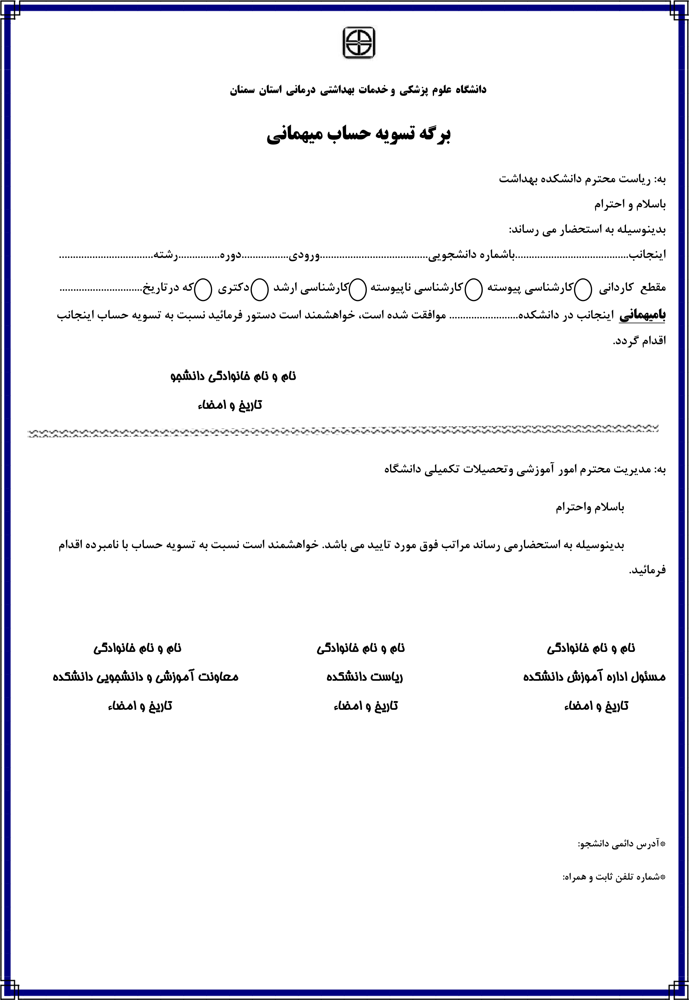 دانشگاه علوم پزشکی و خدمات بهداشتی درمانی استان سمنان
برگه تسویه حساب میهمانی
به: ریاست محترم دانشکده بهداشت
باسلام و احترام
بدینوسیله به استحضار می رساند:
اینجانب.........................................باشماره دانشجویی.......................................ورودی.................دوره...............رشته..................................
مقطع کاردانی کارشناسی پیوسته کارشناسی ناپیوسته کارشناسی ارشد دکتری که درتاریخ..............................
بامیهمانی اینجانب در دانشکده......................... موافقت شده است، خواهشمند است دستور فرمائید نسبت به تسویه حساب اینجانب
اقدام گردد.
نام و نام خانوادگی دانشجو
تاریخ و امضاء
به: مدیریت محترم امور آموزشی وتحصیلات تکمیلی دانشگاه
باسلام واحترام
بدینوسیله به استحضارمی رساند مراتب فوق مورد تایید می باشد. خواهشمند است نسبت به تسویه حساب با نامبرده اقدام
فرمائید.
نام و نام خانوادگی نام و نام خانوادگی نام و نام خانوادگی
مسئول اداره آموزش دانشکده ریاست دانشکده معاونت آموزشی و دانشجویی دانشکده
تاریخ و امضاء تاریخ و امضاء تاریخ و امضاء
*آدرس دائمی دانشجو:
*شماره تلفن ثابت و همراه: